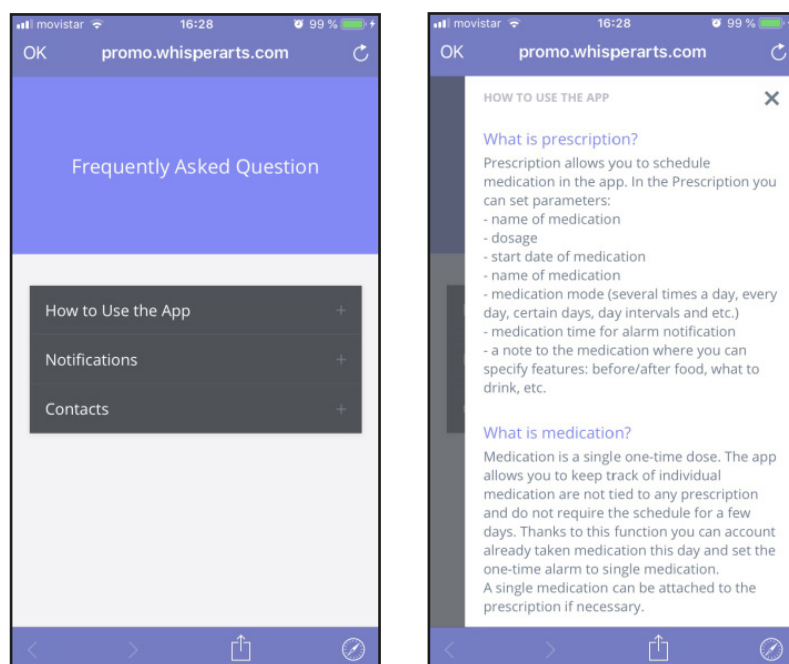 movistar 16:28 99 %
OK promo.whisperarts.com
Frequently Asked Question
How to Use the App +
Notifications +
Contacts +
movistar 16:28 99 %
OK promo.whisperarts.com
HOW TO USE THE APP
What is prescription?
Prescription allows you to schedule
medication in the app. In the Prescription you
can set parameters:
- name of medication
- dosage
- start date of medication
- name of medication
- medication mode (several times a day, every
day, certain days, day intervals and etc.)
- medication time for alarm notification
- a note to the medication where you can
specify features: before/after food, what to
drink, etc.
What is medication?
Medication is a single one-time dose. The app
allows you to keep track of individual
medication are not tied to any prescription
and do not require the schedule for a few
days. Thanks to this function you can account
already taken medication this day and set the
one-time alarm to single medication.
A single medication can be attached to the
prescription if necessary.